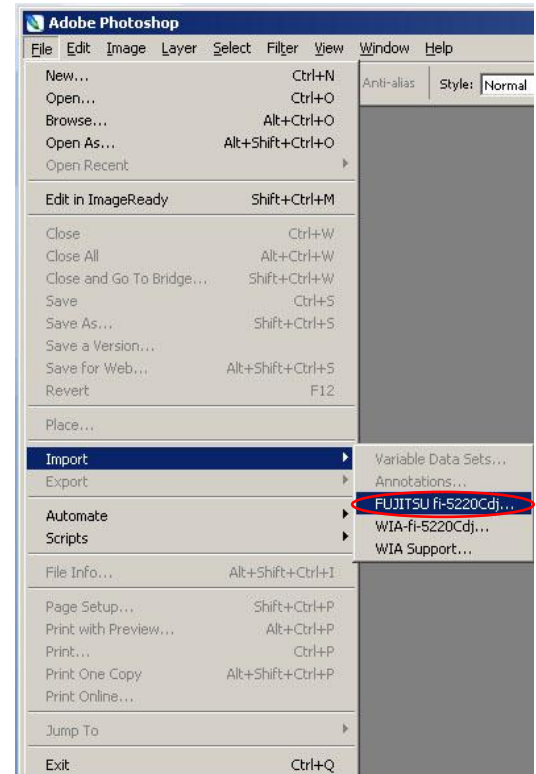 Adobe Photoshop
File Edit Image Layer Select Filter View Window Help
Anti-alias Style: Normal
New... Ctrl+N
Open... Ctrl+O
Browse... Alt+Ctrl+O
Open As... Alt+Shift+Ctrl+O
Open Recent
Edit in ImageReady Shift+Ctrl+M
Close Ctrl+W
Close All Alt+Ctrl+W
Close and Go To Bridge... Shift+Ctrl+W
Save Ctrl+S
Save As... Shift+Ctrl+S
Save a Version...
Save for Web... Alt+Shift+Ctrl+S
Revert F12
Place...
Import
Export
Automate
Scripts
File Info... Alt+Shift+Ctrl+I
Page Setup... Shift+Ctrl+P
Print with Preview... Alt+Ctrl+P
Print... Ctrl+P
Print One Copy Alt+Shift+Ctrl+P
Print Online...
Jump To
Exit Ctrl+Q
Variable Data Sets...
Annotations...
FUJITSU fi-5220Cdj...
WIA-fi-5220Cdj...
WIA Support...